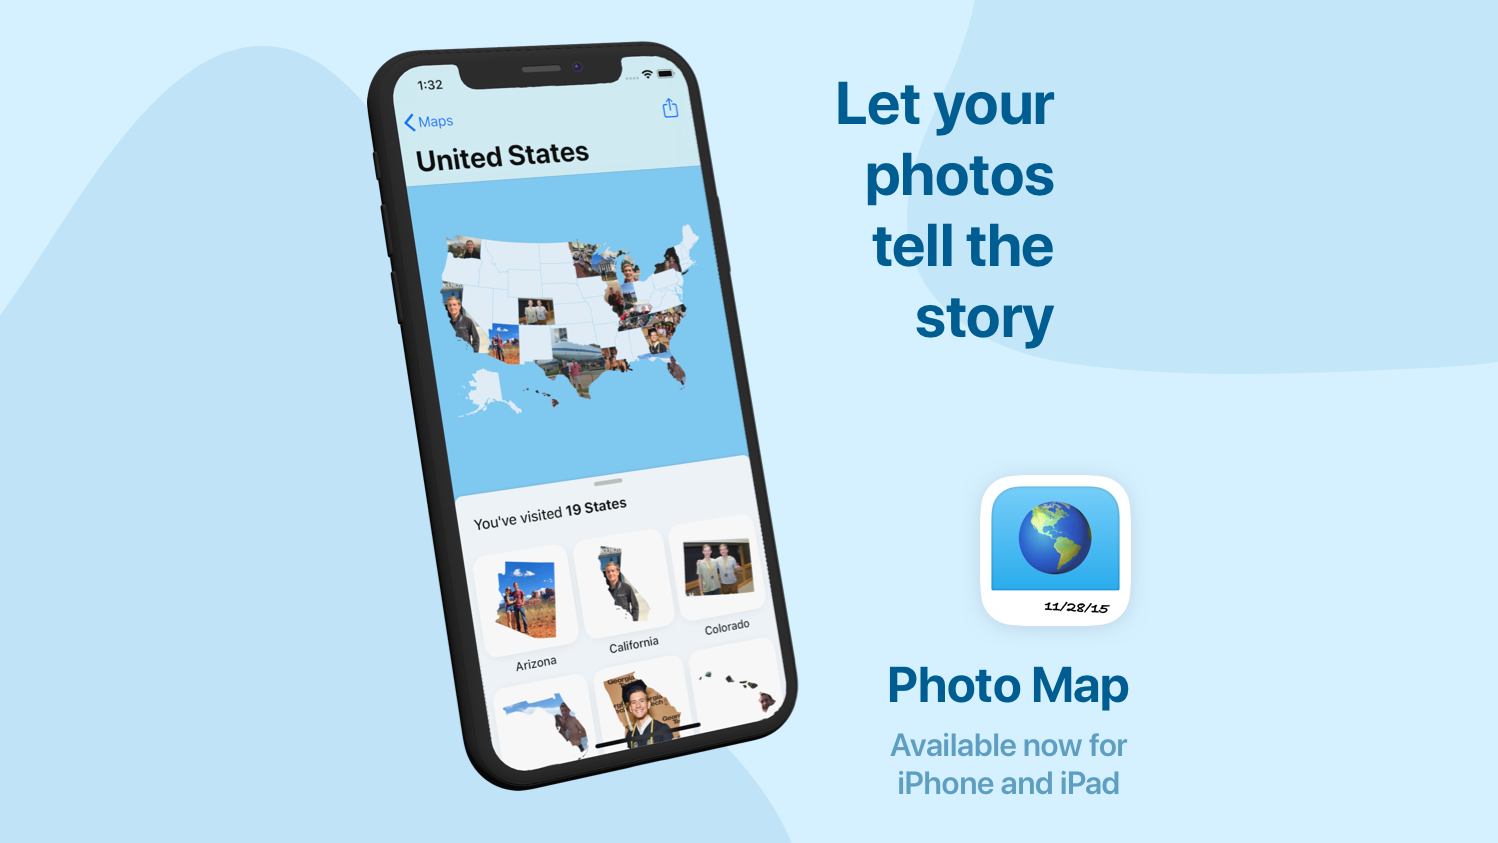 1:32
Maps
United States
You've visited 19 States
Arizona
California
Colorado
Let your
photos
tell the
story
11/28/15
Photo Map
Available now for
iPhone and iPad